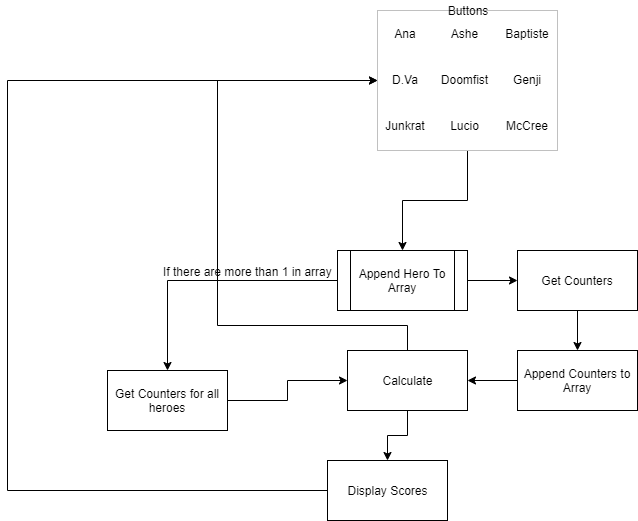 Buttons
Ana
Ashe
Baptiste
D.Va
Doomfist
Genji
Junkrat
Lucio
McCree
If there are more than 1 in array
Append Hero To
Array
Get Counters
Get Counters for all
heroes
Calculate
Append Counters to
Array
Display Scores